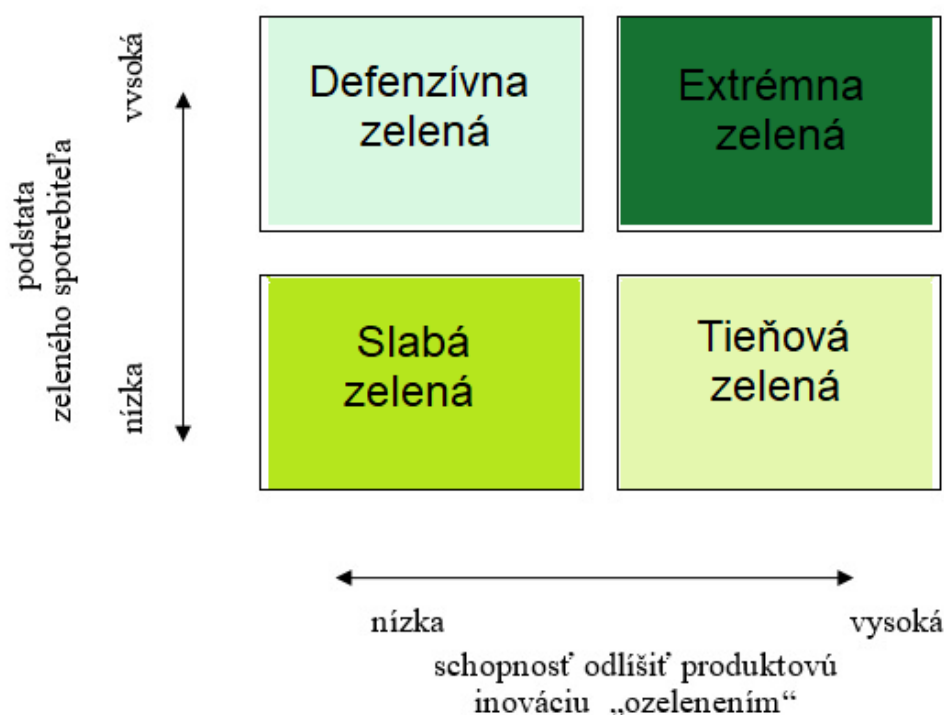 vysoká
Defenzívna
zelená
Extrémna
zelená
podstata
zeleného spotrebiteľa
nízka
Slabá
zelená
Tieňová
zelená
nízka
vysoká
schopnosť odlíšiť produktovú
inováciu „ozelenením“